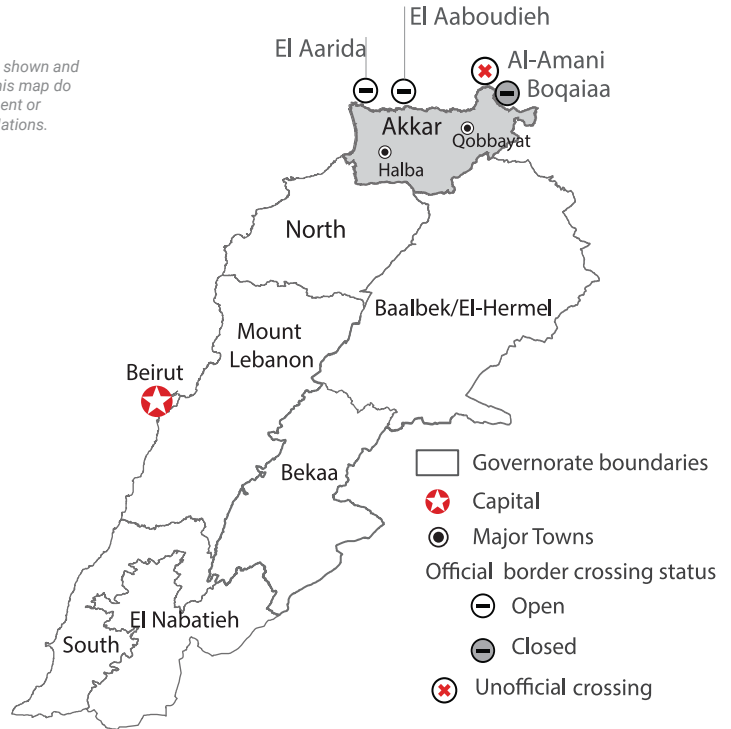 shown and
his map do
ent or
lations.
El Aaboudieh
El Aarida
Al-Amani
Boqaiaa
Akkar
Qobbayat
Halba
North
Baalbek/El-Hermel
Mount
Lebanon
Beirut
Bekaa
El Nabatieh
South
Governorate boundaries
Capital
Major Towns
Official border crossing status
Open
Closed
Unofficial crossing